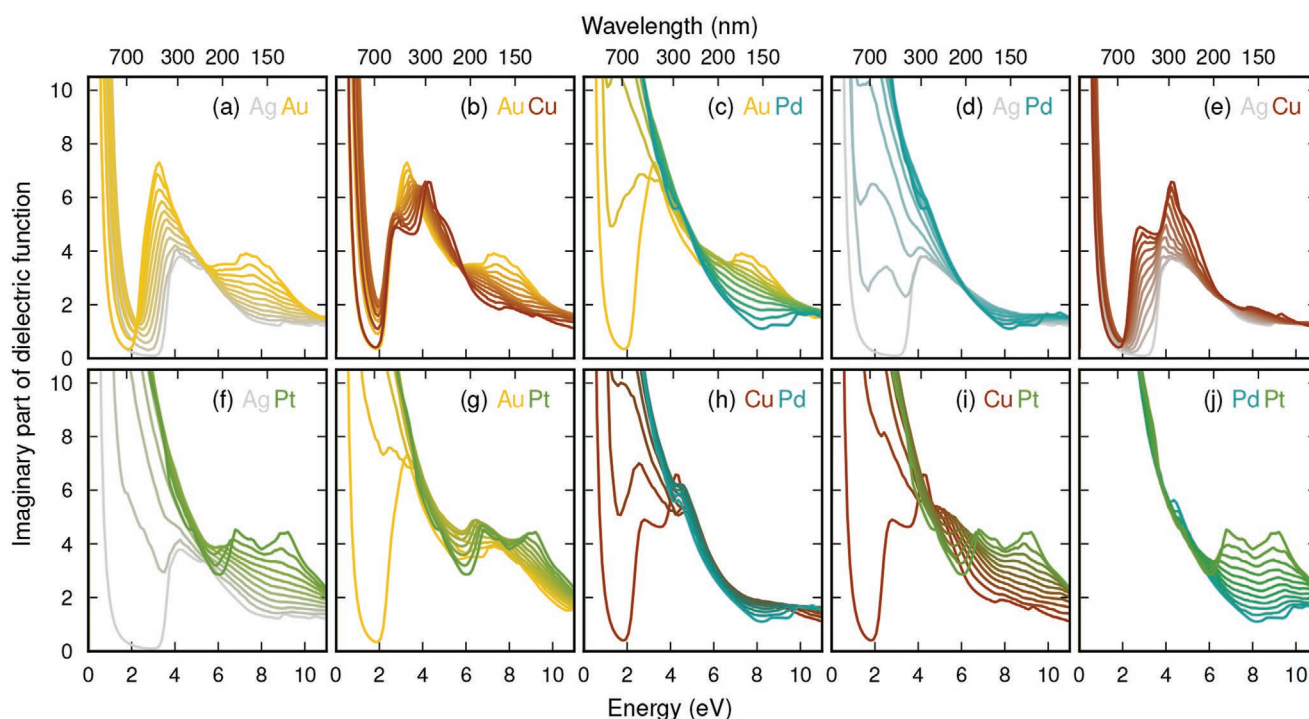 Wavelength (nm)
700 300 200 150 700 300 200 150 700 300 200 150 700 300 200 150 700 300 200 150
10 (a) Ag Au (b) Au Cu (c) Au Pd (d) Ag Pd (e) Ag Cu
8
6
4
2
0
Imaginary part of dielectric function
10 (f) Ag Pt (g) Au Pt (h) Cu Pd (i) Cu Pt (j) Pd Pt
8
6
4
2
0
0 2 4 6 8 10 0 2 4 6 8 10 0 2 4 6 8 10 0 2 4 6 8 10 0 2 4 6 8 10
Energy (eV)